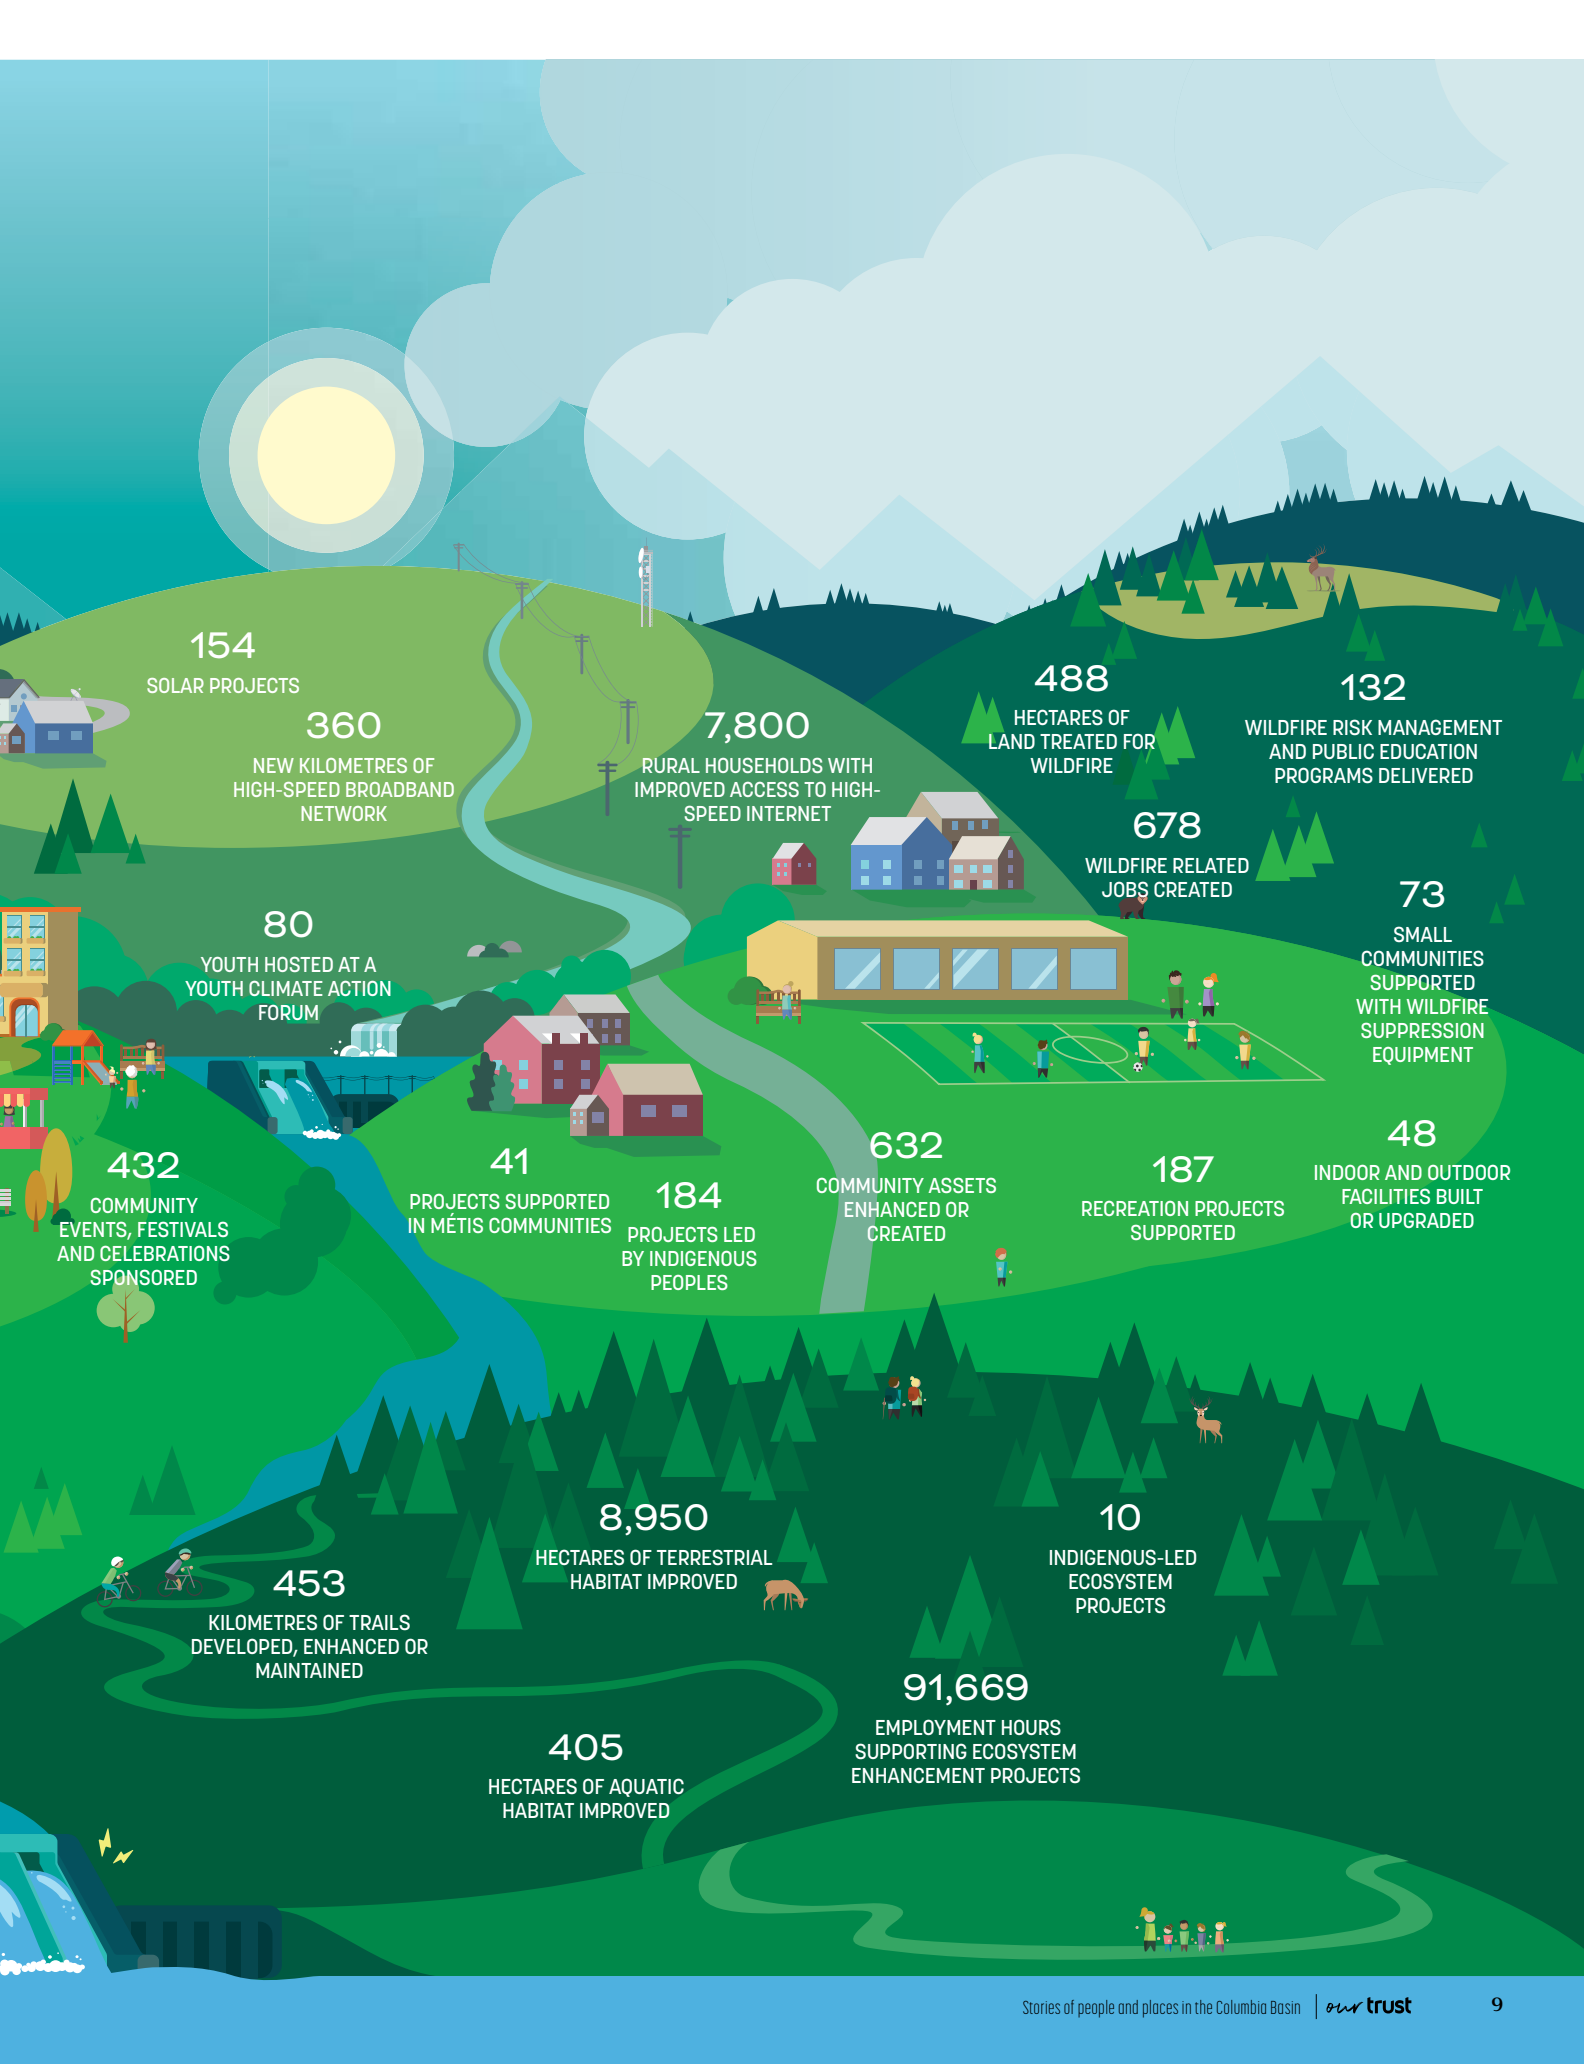 154
SOLAR PROJECTS
360
NEW KILOMETRES OF
HIGH-SPEED BROADBAND
NETWORK
7,800
RURAL HOUSEHOLDS WITH
IMPROVED ACCESS TO HIGH-
SPEED INTERNET
488
HECTARES OF
LAND TREATED FOR
WILDFIRE
132
WILDFIRE RISK MANAGEMENT
AND PUBLIC EDUCATION
PROGRAMS DELIVERED
678
WILDFIRE RELATED
JOBS CREATED
73
SMALL
COMMUNITIES
SUPPORTED
WITH WILDFIRE
SUPPRESSION
EQUIPMENT
80
YOUTH HOSTED AT A
YOUTH CLIMATE ACTION
FORUM
432
COMMUNITY
EVENTS, FESTIVALS
AND CELEBRATIONS
SPONSORED
41
PROJECTS SUPPORTED
IN MÉTIS COMMUNITIES
184
PROJECTS LED
BY INDIGENOUS
PEOPLES
632
COMMUNITY ASSETS
ENHANCED OR
CREATED
187
RECREATION PROJECTS
SUPPORTED
48
INDOOR AND OUTDOOR
FACILITIES BUILT
OR UPGRADED
453
KILOMETRES OF TRAILS
DEVELOPED, ENHANCED OR
MAINTAINED
8,950
HECTARES OF TERRESTRIAL
HABITAT IMPROVED
10
INDIGENOUS-LED
ECOSYSTEM
PROJECTS
405
HECTARES OF AQUATIC
HABITAT IMPROVED
91,669
EMPLOYMENT HOURS
SUPPORTING ECOSYSTEM
ENHANCEMENT PROJECTS
Stories of people and places in the Columbia Basin | our trust 9